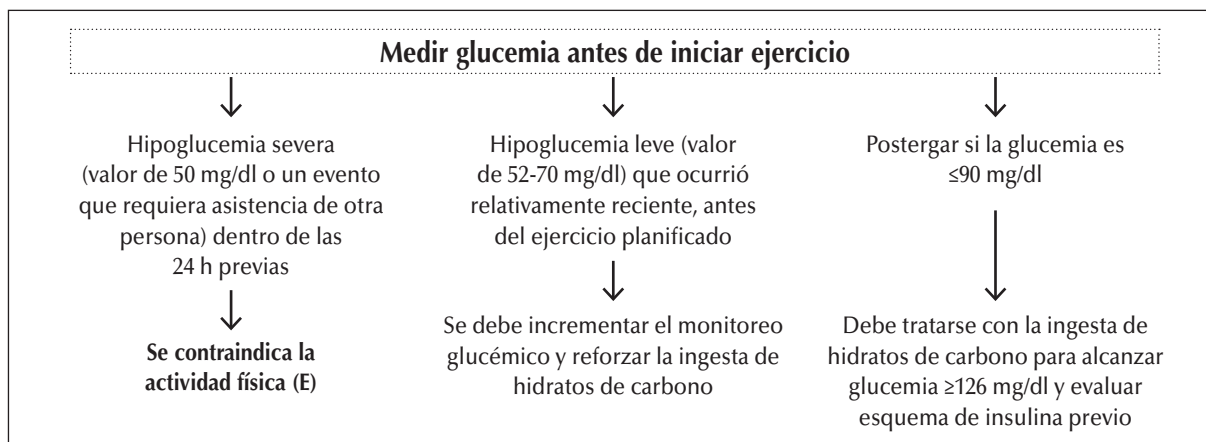 Medir glucemia antes de iniciar ejercicio
Hipoglucemia severa
(valor de 50 mg/dl o un evento
que requiera asistencia de otra
persona) dentro de las
24 h previas
Se contraindica la
actividad física (E)
Hipoglucemia leve (valor
de 52-70 mg/dl) que ocurrió
relativamente reciente, antes
del ejercicio planificado
Se debe incrementar el monitoreo
glucémico y reforzar la ingesta de
hidratos de carbono
Postergar si la glucemia es
≤90 mg/dl
Debe tratarse con la ingesta de
hidratos de carbono para alcanzar
glucemia ≥126 mg/dl y evaluar
esquema de insulina previo